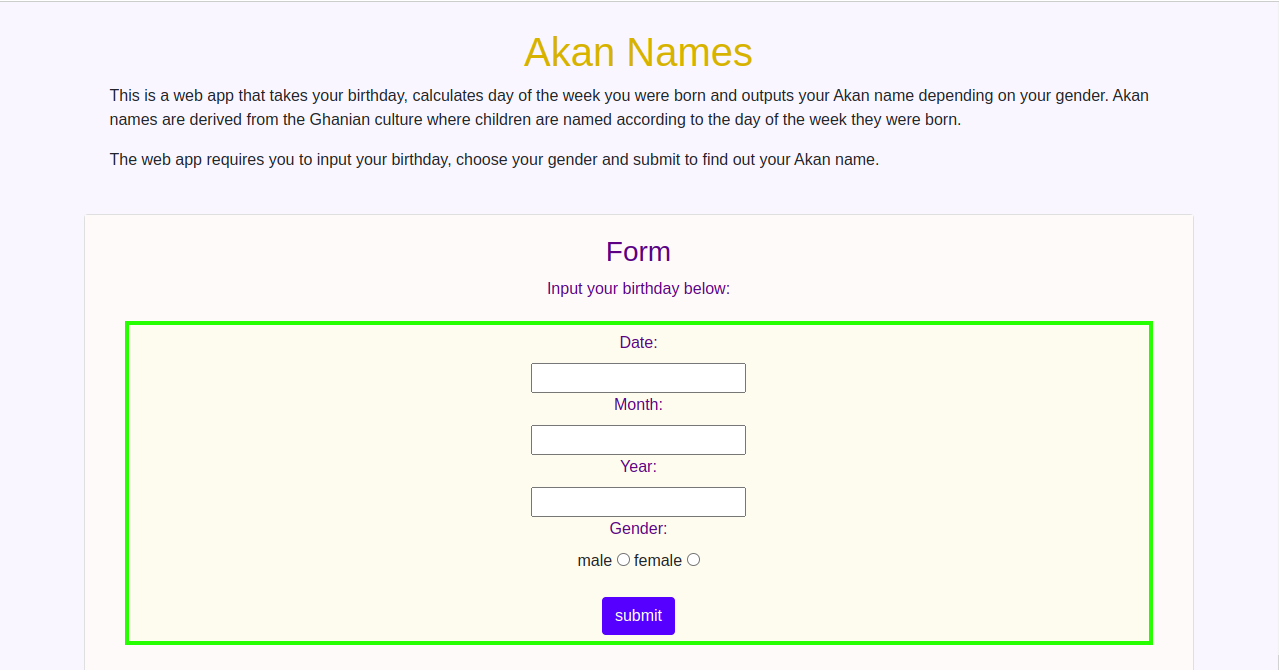 Akan Names
This is a web app that takes your birthday, calculates day of the week you were born and outputs your Akan name depending on your gender. Akan
names are derived from the Ghanian culture where children are named according to the day of the week they were born.
The web app requires you to input your birthday, choose your gender and submit to find out your Akan name.
Form
Input your birthday below:
Date:
Month:
Year:
Gender:
male female
submit